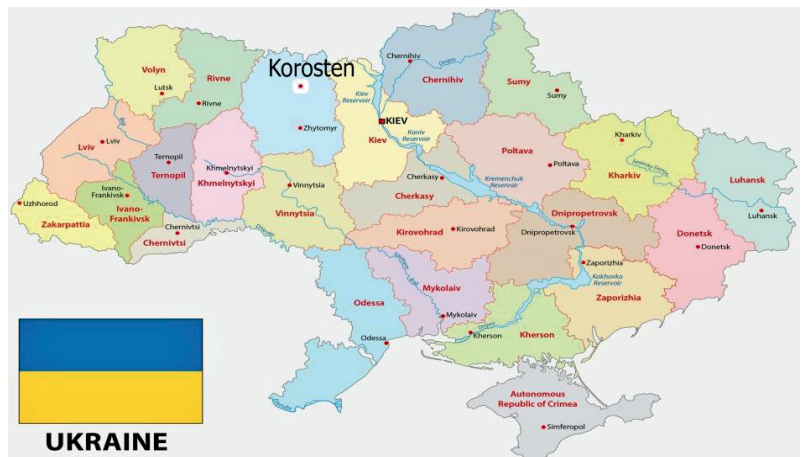 Volyn
Lutsk
Rivne
Rivne
Korosten
Zhytomyr
Kiev
Reservoir
KIEV
Kiev
Kaniv
Reservoir
Chernihiv
Desna
Chernihiv
Sumy
Sumy
Lviv
Lviv
Ternopil
Ternopil
Khmelnytskyi
Khmelnytskyi
Vinnytsia
Vinnytsia
Cherkasy
Cherkasy
Poltava
Poltava
Kremenchuk
Reservoir
Kharkiv
Kharkiv
Luhansk
Luhansk
Uzhhorod
Zakarpattia
Ivano-
Frankivsk
Ivano-
Frankivsk
Chernivtsi
Chernivtsi
Kirovohrad
Kirovohrad
Dnipropetrovsk
Dnipropetrovsk
Donetsk
Donetsk
Zaporizhia
Kakhovka
Reservoir
Zaporizhia
Odessa
Odessa
Mykolaiv
Mykolaiv
Kherson
Kherson
Autonomous
Republic of Crimea
Simferopol
UKRAINE